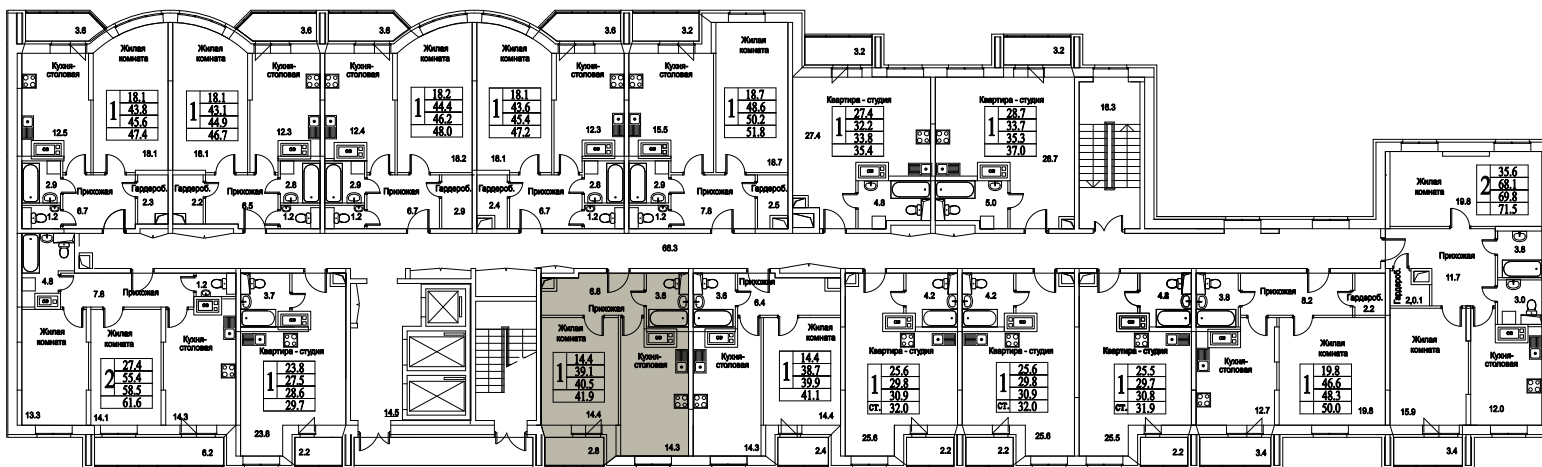 3.6
3.6
3.6
3.6
3.2
Жилая
комната
Жилая
комната
Жилая
комната
Жилая
комната
Жилая
комната
Кухня-
столовая
Кухня-
столовая
Кухня-
столовая
Кухня-
столовая
Кухня-
столовая
1
18.1
43.8
45.6
47.4
1
18.1
43.1
44.9
46.7
1
18.2
44.4
46.2
48.0
1
18.1
43.6
45.4
47.2
1
18.7
48.6
50.2
51.8
12.5
18.1
18.1
12.3
12.4
18.2
18.1
12.3
15.5
18.7
2.9
Прихожая
Гардероб.
1.2
6.7
2.3
Гардероб.
Прихожая
2.6
2.2
6.5
1.2
2.9
Прихожая
Гардероб.
1.2
6.7
2.9
Гардероб.
Прихожая
2.6
2.4
6.7
1.2
2.9
Прихожая
Гардероб.
1.2
7.8
2.5
3.2
3.2
Квартира - студия
1
27.4
32.2
33.8
35.4
27.4
4.8
Квартира - студия
1
28.7
33.7
35.3
37.0
28.7
5.0
16.3
Жилая
комната
2
35.6
68.1
69.8
71.5
19.8
Прихожая
11.7
3.8
Гардероб.
2,0.1
3.0
Жилая
комната
Кухня-
столовая
15.9
12.0
3.4
68.3
4.8
7.6
Прихожая
1.2
Жилая
комната
Жилая
комната
Кухня-
столовая
2
27.4
55.4
58.5
61.6
13.3
14.1
14.3
6.2
3.7
Квартира - студия
1
23.8
27.5
28.6
29.7
23.8
2.2
14.5
6.8
Прихожая
3.6
Жилая
комната
Кухня-
столовая
1
14.4
39.1
40.5
41.9
14.4
14.3
2.8
3.6
Прихожая
6.4
Кухня-
столовая
Жилая
комната
1
14.4
38.7
39.9
41.1
14.3
14.4
2.4
4.2
Квартира - студия
1
25.6
29.8
30.9
ст. 32.0
25.6
2.2
4.2
Квартира - студия
1
25.6
29.8
30.9
ст. 32.0
25.6
2.2
4.2
Квартира - студия
1
25.5
29.7
30.8
ст. 31.9
25.5
2.2
3.8
Прихожая
8.2
Гардероб.
2.2
Кухня-
столовая
Жилая
комната
1
19.8
46.6
48.3
50.0
12.7
19.8
3.4